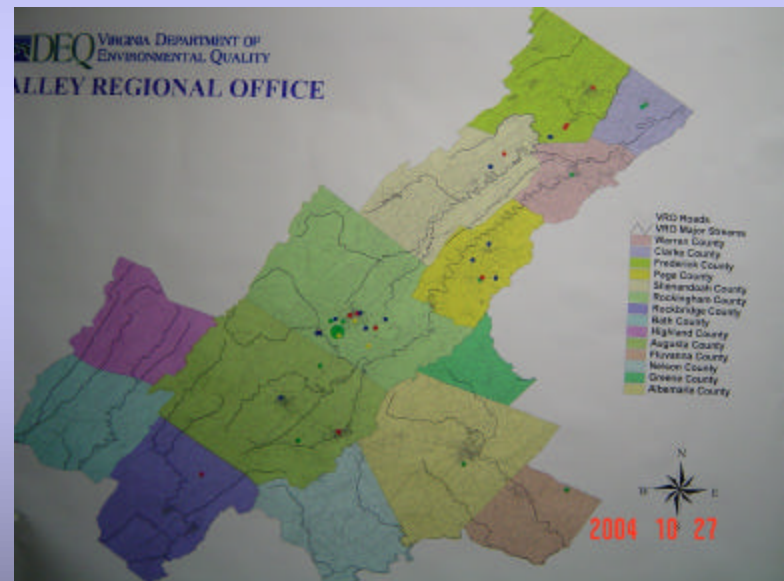 DEQ VIRGINIA DEPARTMENT OF
ENVIRONMENTAL QUALITY
ALLEY REGIONAL OFFICE
VRO Roads
VRO Major Streams
Warren County
Clarke County
Frederick County
Page County
Shenandoah County
Rockingham County
Rockbridge County
Bath County
Highland County
Augusta County
Fluvanna County
Nelson County
Greene County
Albemarle County
N
W E
S
2004 10 27